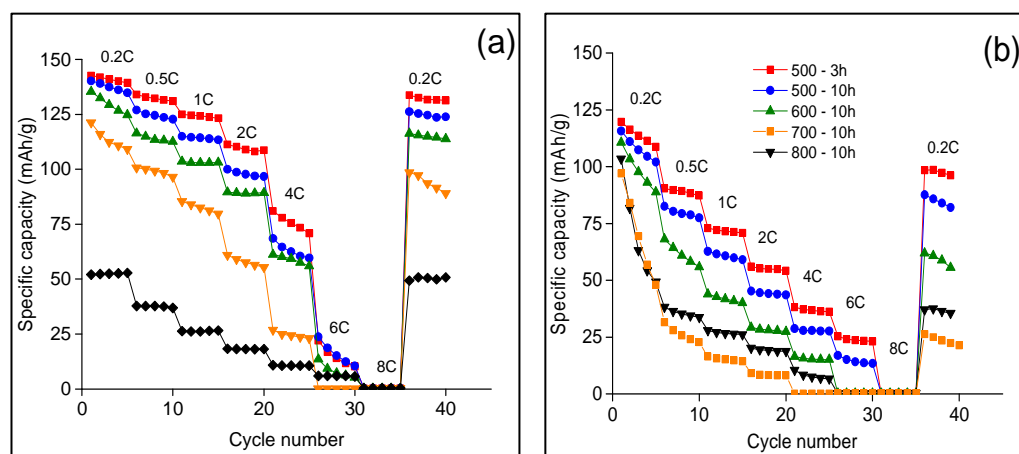 (a)
150
125
100
75
50
25
0
0
10
20
30
40
Specific capacity (mAh/g)
Cycle number
0.2C
0.5C
1C
2C
4C
6C
8C
0.2C
(b)
150
125
100
75
50
25
0
0
10
20
30
40
Specific capacity (mAh/g)
Cycle number
500 - 3h
500 - 10h
600 - 10h
700 - 10h
800 - 10h
0.2C
0.5C
1C
2C
4C
6C
8C
0.2C